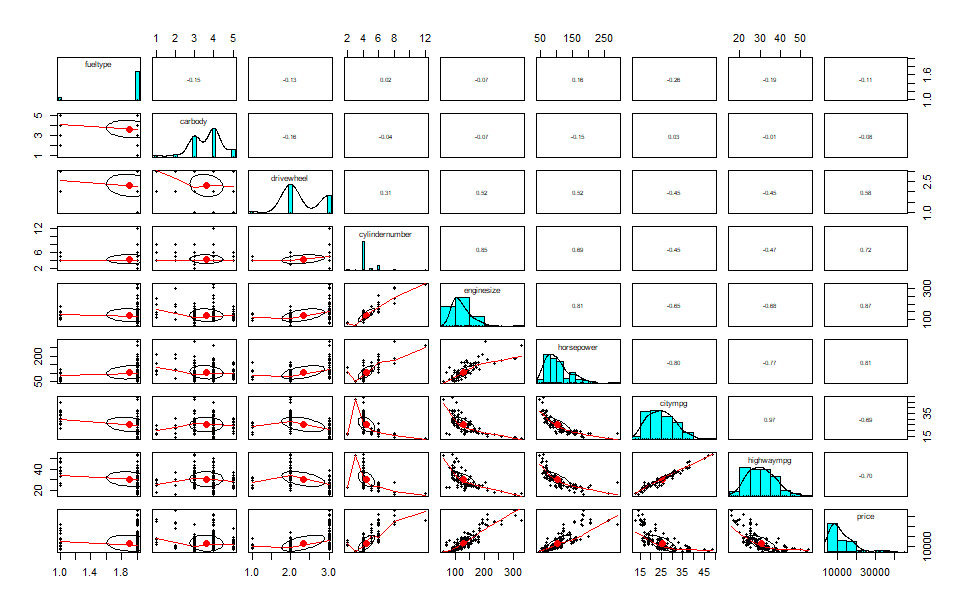 1 2 3 4 5 2 4 6 8 12 50 150 250 20 30 40 50
fueltype -0.15 -0.13 0.02 -0.07 0.16 -0.26 -0.19 -0.11 1.0 1.6
5 3 1 carbody -0.16 -0.04 -0.07 -0.15 0.03 -0.01 -0.08
drivewheel 0.31 0.52 0.52 -0.45 -0.45 0.58 1.0 2.5
12 6 2 cylindernumber 0.85 0.69 -0.45 -0.47 0.72
enginesize 0.81 -0.65 -0.68 0.87 100 300
200 50 horsepower -0.80 -0.77 0.81
citympg 0.97 -0.69 15 35
40 20 highwaympg -0.70
price 10000
1.0 1.4 1.8 1.0 2.0 3.0 100 200 300 15 25 35 45 10000 30000